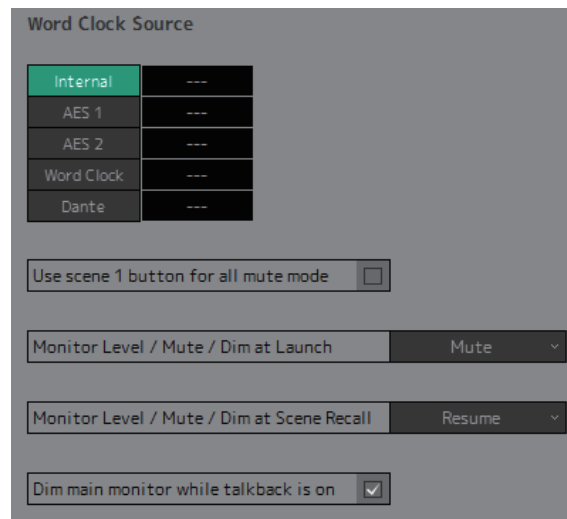 Word Clock Source
Internal ---
AES 1 ---
AES 2 ---
Word Clock ---
Dante ---
Use scene 1 button for all mute mode
Monitor Level / Mute / Dim at Launch Mute
Monitor Level / Mute / Dim at Scene Recall Resume
Dim main monitor while talkback is on